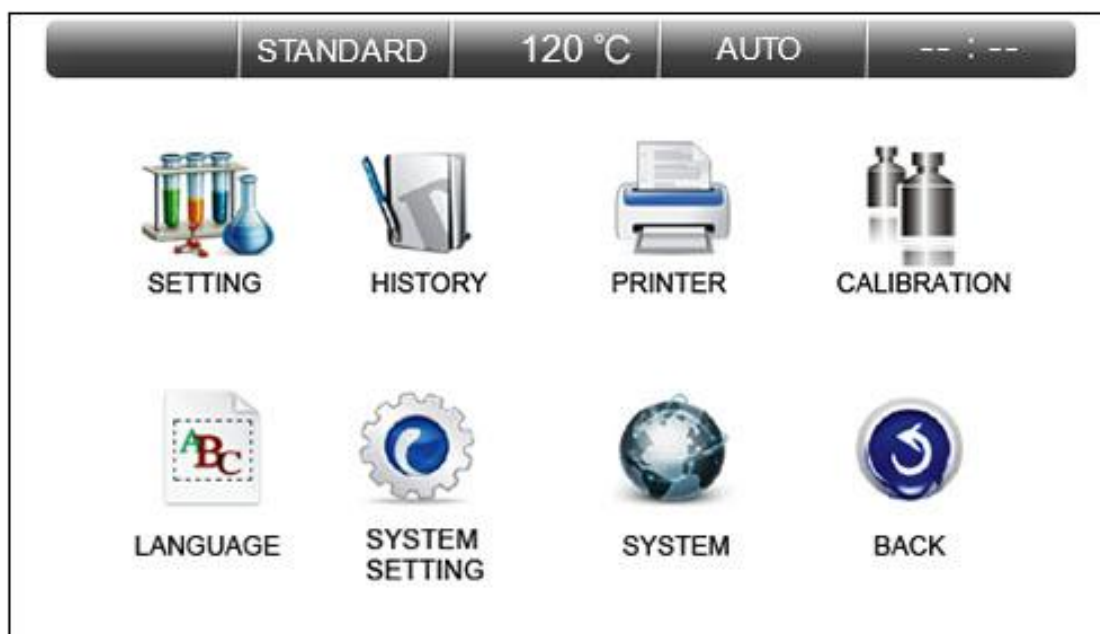 STANDARD 120 °C AUTO -- : --
SETTING HISTORY PRINTER CALIBRATION
ABC
LANGUAGE SYSTEM SETTING SYSTEM BACK